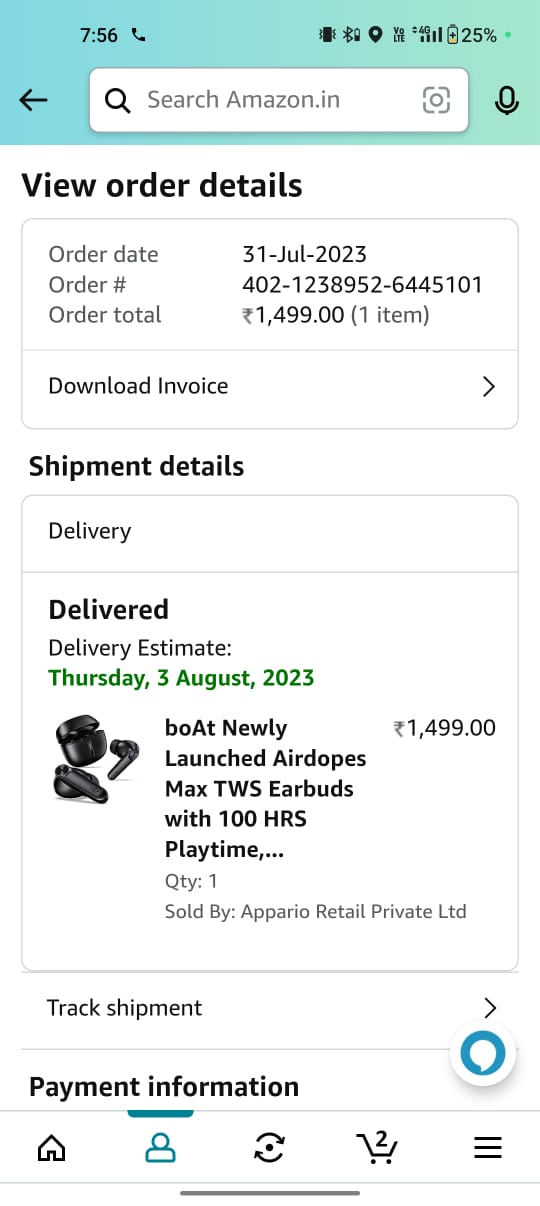 7:56
Vo LTE 4G 25%
Search Amazon.in
View order details
Order date 31-Jul-2023
Order # 402-1238952-6445101
Order total ₹1,499.00 (1 item)
Download Invoice
Shipment details
Delivery
Delivered
Delivery Estimate:
Thursday, 3 August, 2023
boAt Newly ₹1,499.00
Launched Airdopes
Max TWS Earbuds
with 100 HRS
Playtime,...
Qty: 1
Sold By: Appario Retail Private Ltd
Track shipment
Payment information
2